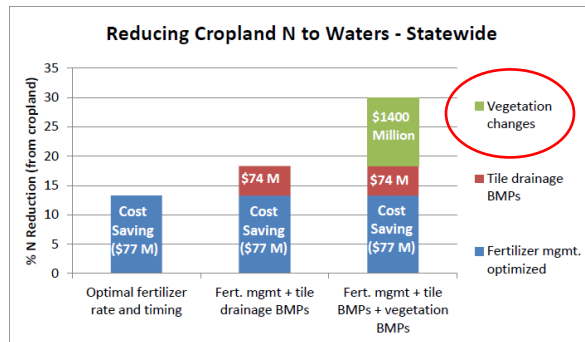 Reducing Cropland N to Waters - Statewide
% N Reduction (from cropland)
35
30
25
20
15
10
5
0
Cost
Saving
($77 M)
$74 M
Cost
Saving
($77 M)
$1400
Million
$74 M
Cost
Saving
($77 M)
Optimal fertilizer
rate and timing
Fert. mgmt + tile
drainage BMPs
Fert. mgmt + tile
BMPs + vegetation
BMPs
Vegetation
changes
Tile drainage
BMPs
Fertilizer mgmt.
optimized